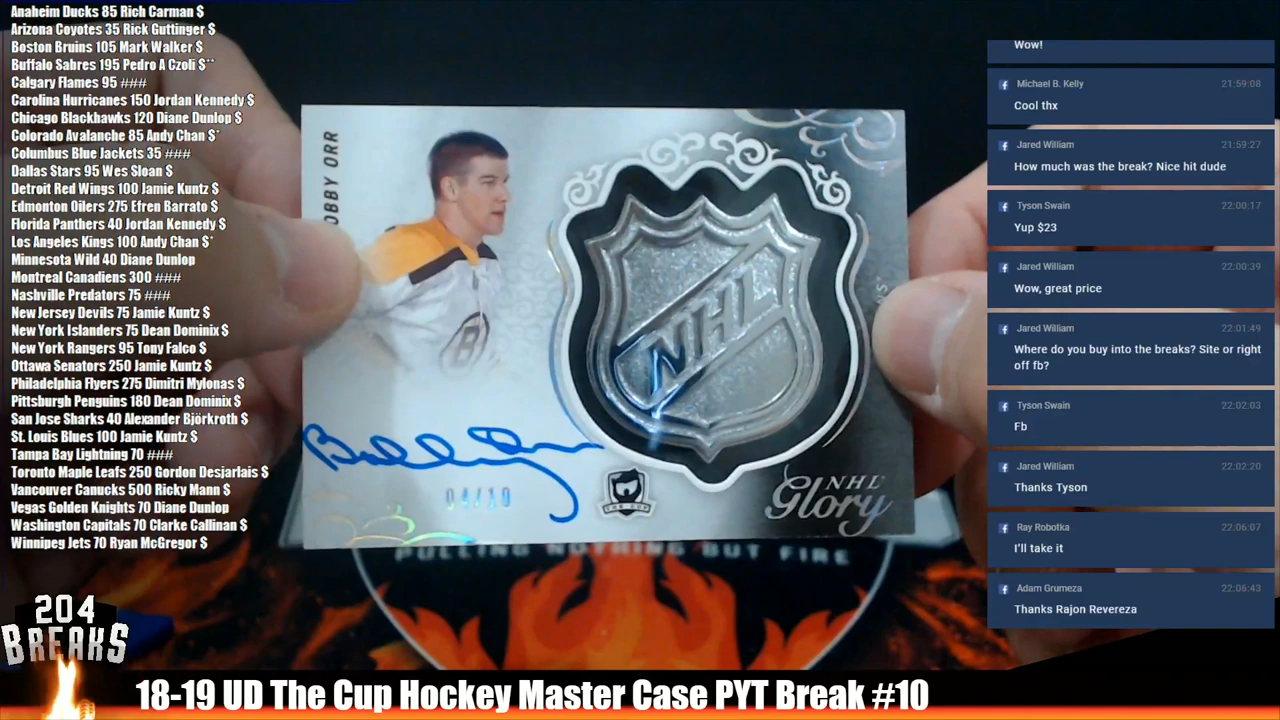 Anaheim Ducks 85 Rich Carman $
Arizona Coyotes 35 Rick Guttinger $
Boston Bruins 105 Mark Walker $
Buffalo Sabres 195 Pedro A Czoli $**
Calgary Flames 95 ###
Carolina Hurricanes 150 Jordan Kennedy $
Chicago Blackhawks 120 Diane Dunlop $
Colorado Avalanche 85 Andy Chan $*
Columbus Blue Jackets 35 ###
Dallas Stars 95 Wes Sloan $
Detroit Red Wings 100 Jamie Kuntz $
Edmonton Oilers 275 Efren Barrato $
Florida Panthers 40 Jordan Kennedy $
Los Angeles Kings 100 Andy Chan $*
Minnesota Wild 40 Diane Dunlop
Montreal Canadiens 300 ###
Nashville Predators 75 ###
New Jersey Devils 75 Jamie Kuntz $
New York Islanders 75 Dean Dominix $
New York Rangers 95 Tony Falco $
Ottawa Senators 250 Jamie Kuntz $
Philadelphia Flyers 275 Dimitri Mylonas $
Pittsburgh Penguins 180 Dean Dominix $
San Jose Sharks 40 Alexander Björkroth $
St. Louis Blues 100 Jamie Kuntz $
Tampa Bay Lightning 70 ###
Toronto Maple Leafs 250 Gordon Desjarlais $
Vancouver Canucks 500 Ricky Mann $
Vegas Golden Knights 70 Diane Dunlop
Washington Capitals 70 Clarke Callinan $
Winnipeg Jets 70 Ryan McGregor $
OBBY ORR
B
NHL
04/10
THE CUP
NHL
Glory
PULLING NOTHING BUT FIRE
Wow!
Michael B. Kelly 21:59:08
Cool thx
Jared William 21:59:27
How much was the break? Nice hit dude
Tyson Swain 22:00:17
Yup $23
Jared William 22:00:39
Wow, great price
Jared William 22:01:49
Where do you buy into the breaks? Site or right
off fb?
Tyson Swain 22:02:03
Fb
Jared William 22:02:20
Thanks Tyson
Ray Robotka 22:06:07
I'll take it
Adam Grumeza 22:06:43
Thanks Rajon Revereza
204
BREAKS
18-19 UD The Cup Hockey Master Case PYT Break #10